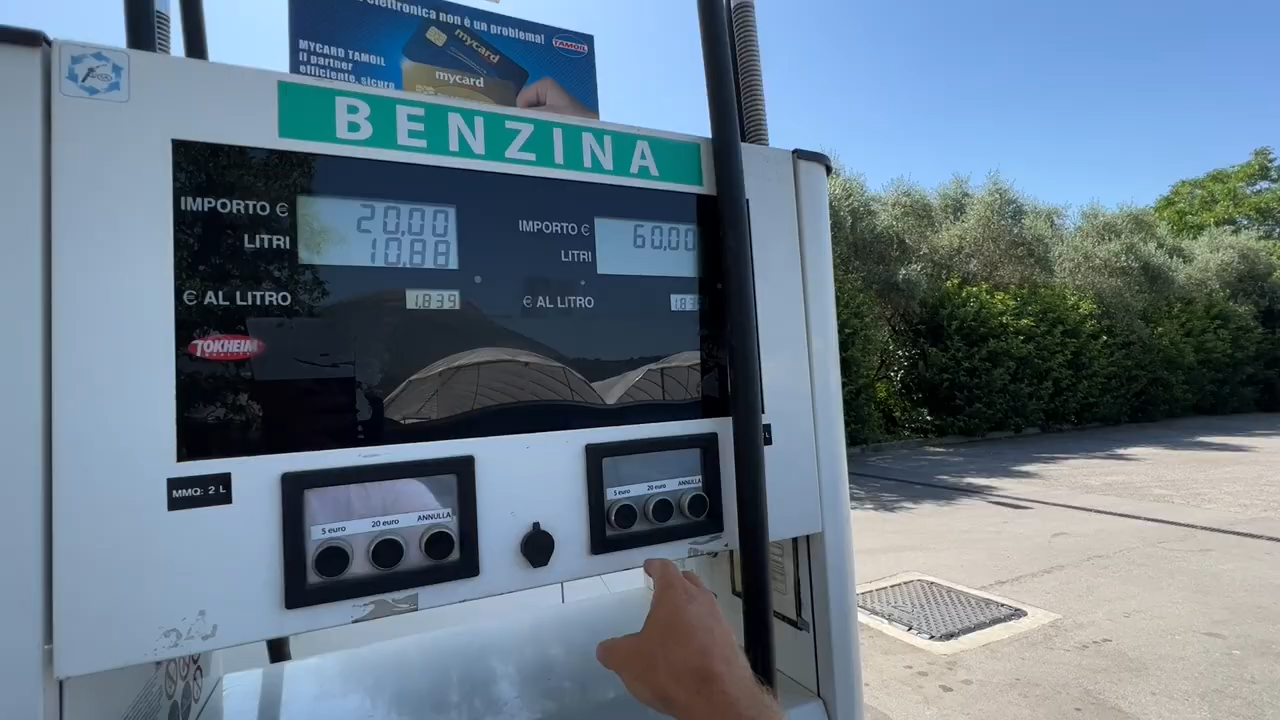 elettronica non è un problema!
TAMOIL
MYCARD TAMOIL
Il partner
efficiente, sicuro
mycard
mycard
BENZINA
IMPORTO €
20,00
LITRI
10,88
€ AL LITRO
1,839
IMPORTO €
60,00
LITRI
€ AL LITRO
TOKHEIM
MMQ: 2 L
5 euro
20 euro
ANNULLA
5 euro
20 euro
ANNULLA